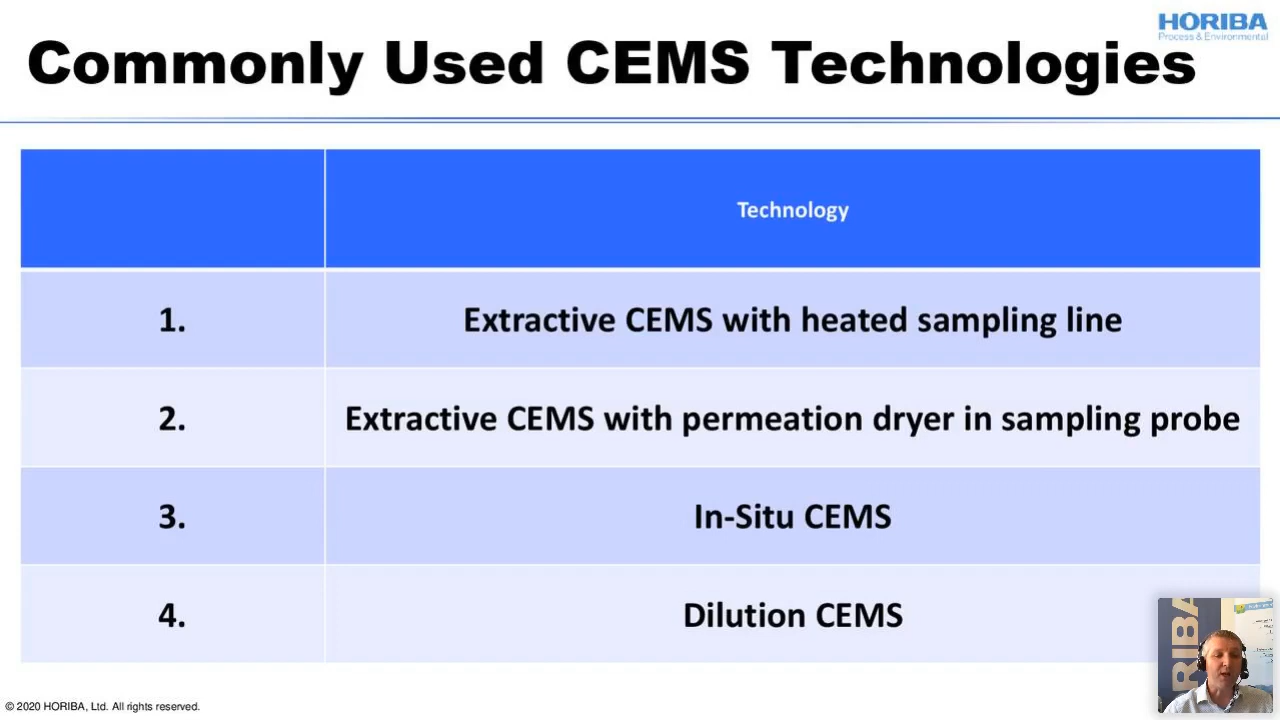 HORIBA
Process & Environmental
Commonly Used CEMS Technologies
Technology
1.
Extractive CEMS with heated sampling line
2.
Extractive CEMS with permeation dryer in sampling probe
3.
In-Situ CEMS
4.
Dilution CEMS
RIBA
© 2020 HORIBA, Ltd. All rights reserved.